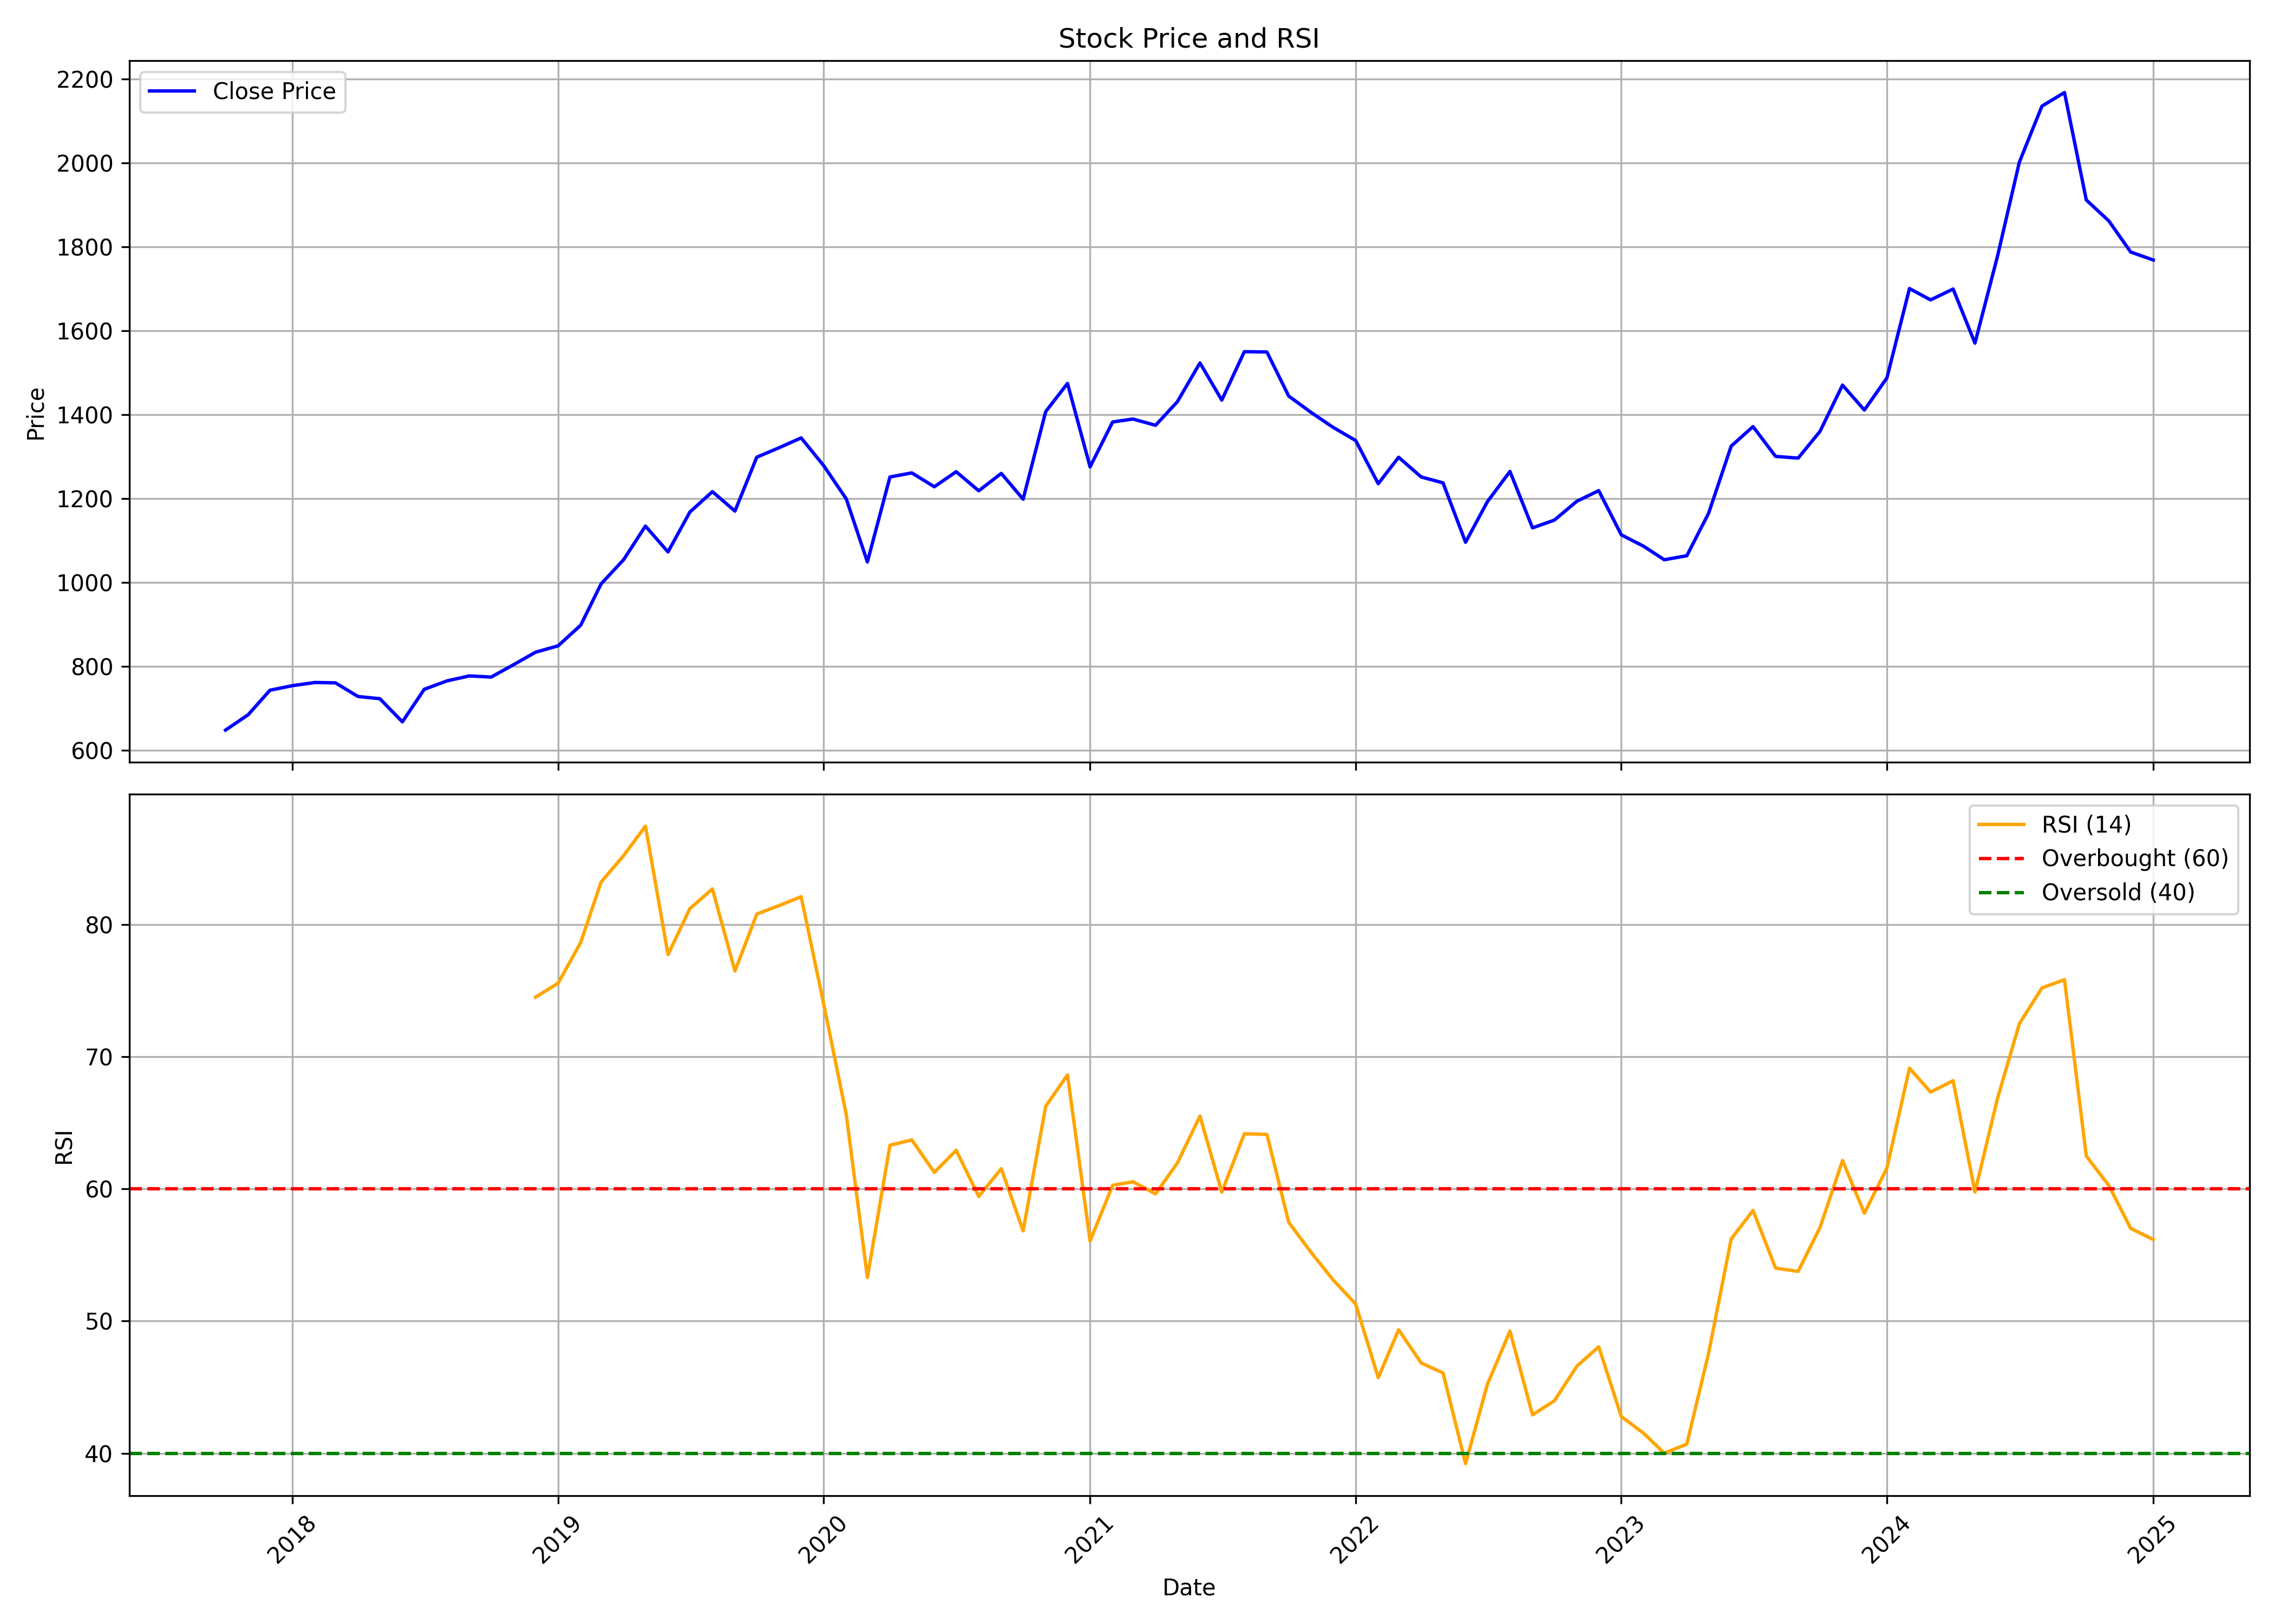 Stock Price and RSI
Close Price
2200
2000
1800
1600
1400
1200
1000
800
600
Price
RSI (14)
Overbought (60)
Oversold (40)
80
70
60
50
40
RSI
2018
2019
2020
2021
2022
2023
2024
2025
Date